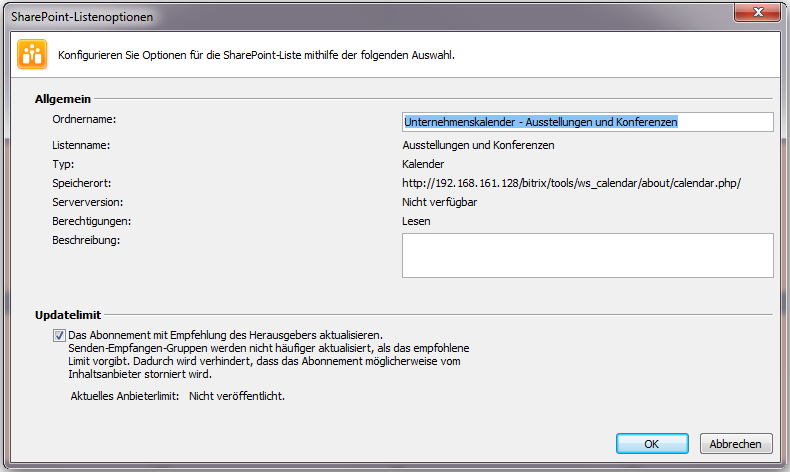 SharePoint-Listenoptionen
Konfigurieren Sie Optionen für die SharePoint-Liste mithilfe der folgenden Auswahl.
Allgemein
Ordnername: Unternehmenskalender - Ausstellungen und Konferenzen
Listenname: Ausstellungen und Konferenzen
Typ: Kalender
Speicherort: http://192.168.161.128/bitrix/tools/ws_calendar/about/calendar.php/
Serverversion: Nicht verfügbar
Berechtigungen: Lesen
Beschreibung:
Updatelimit
Das Abonnement mit Empfehlung des Herausgebers aktualisieren.
Senden-Empfangen-Gruppen werden nicht häufiger aktualisiert, als das empfohlene
Limit vorgibt. Dadurch wird verhindert, dass das Abonnement möglicherweise vom
Inhaltsanbieter storniert wird.
Aktuelles Anbieterlimit: Nicht veröffentlicht.
OK Abbrechen